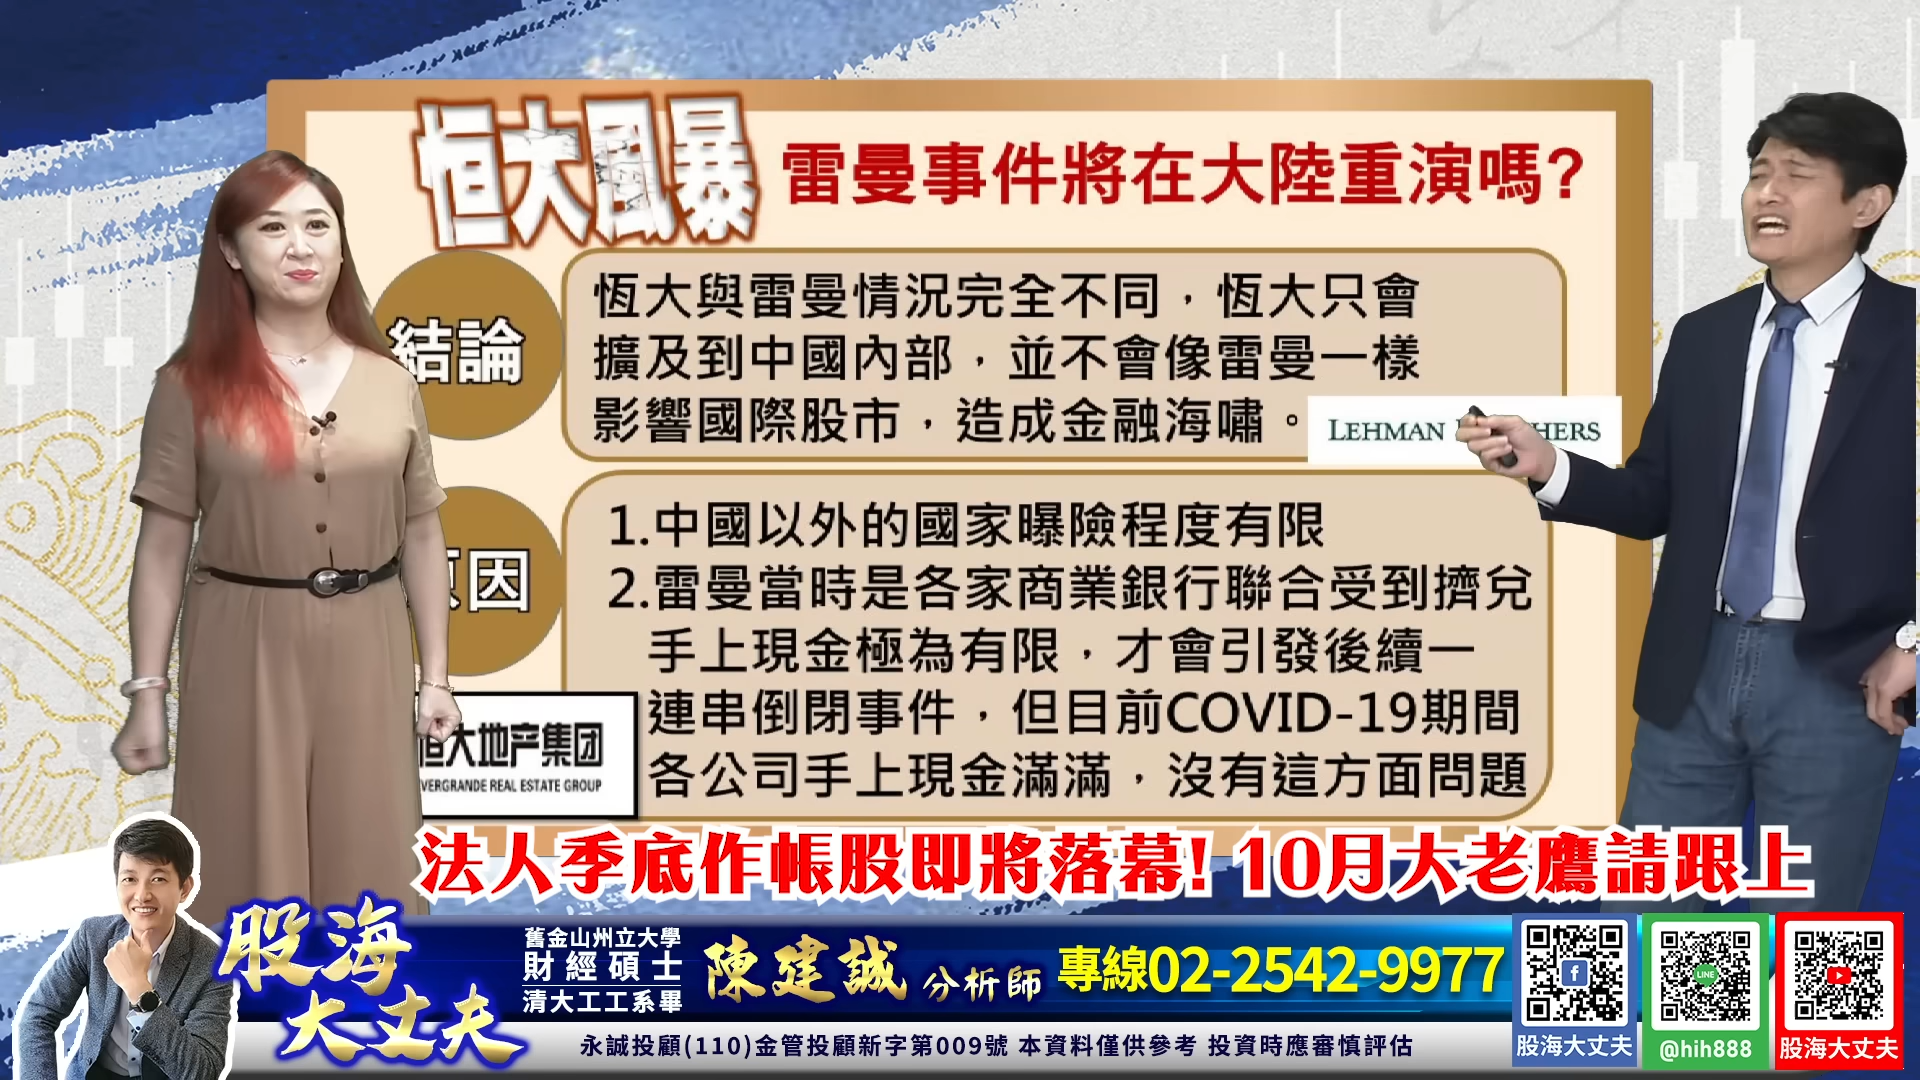 恒大風暴 雷曼事件將在大陸重演嗎?
結論
恆大與雷曼情況完全不同，恆大只會
擴及到中國內部，並不會像雷曼一樣
影響國際股市，造成金融海嘯。
LEHMAN HERS
因
1.中國以外的國家曝險程度有限
2.雷曼當時是各家商業銀行聯合受到擠兌
手上現金極為有限，才會引發後續一
連串倒閉事件，但目前COVID-19期間
各公司手上現金滿滿，沒有這方面問題
恒大地产集团
VERGRANDE REAL ESTATE GROUP
法人季底作帳股即將落幕! 10月大老鷹請跟上
股海
大丈夫
舊金山州立大學
財經碩士
清大工工系畢
陳建誠 分析師
專線02-2542-9977
永誠投顧(110)金管投顧新字第009號 本資料僅供參考 投資時應審慎評估
股海大丈夫
LINE
@hih888
股海大丈夫